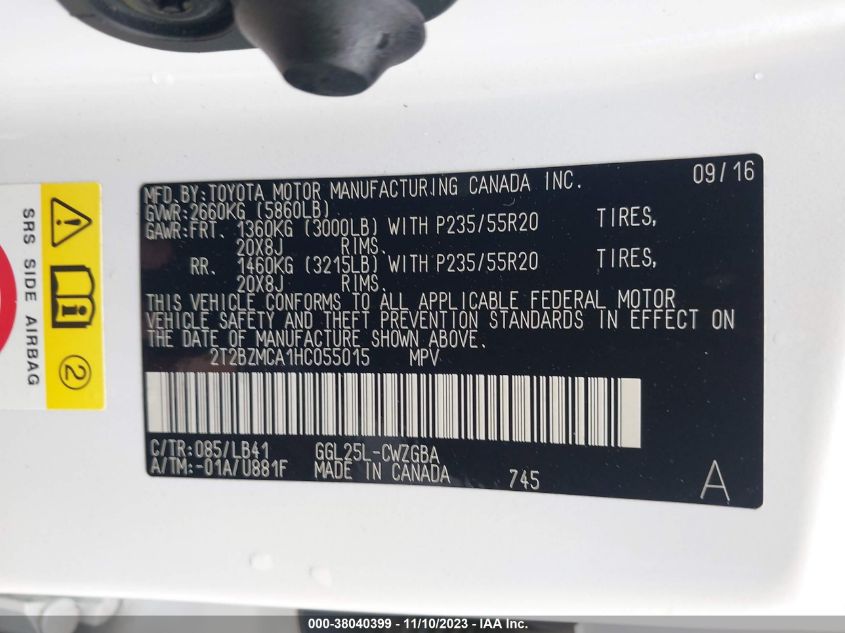 MFD.BY:TOYOTA MOTOR MANUFACTURING CANADA INC. 09/16
GVWR:2660KG (5860LB)
GAWR:FRT. 1360KG (3000LB) WITH P235/55R20 TIRES,
20X8J RIMS.
RR. 1460KG (3215LB) WITH P235/55R20 TIRES,
20X8J RIMS.
THIS VEHICLE CONFORMS TO ALL APPLICABLE FEDERAL MOTOR
VEHICLE SAFETY AND THEFT PREVENTION STANDARDS IN EFFECT ON
THE DATE OF MANUFACTURE SHOWN ABOVE.
2T2BZMCA1HC055015 MPV
C/TR:085/LB41 GGL25L-CWZGBA
A/TM:-01A/U881F MADE IN CANADA 745 A
SRS SIDE AIRBAG
2
000-38040399 - 11/10/2023 - IAA Inc.